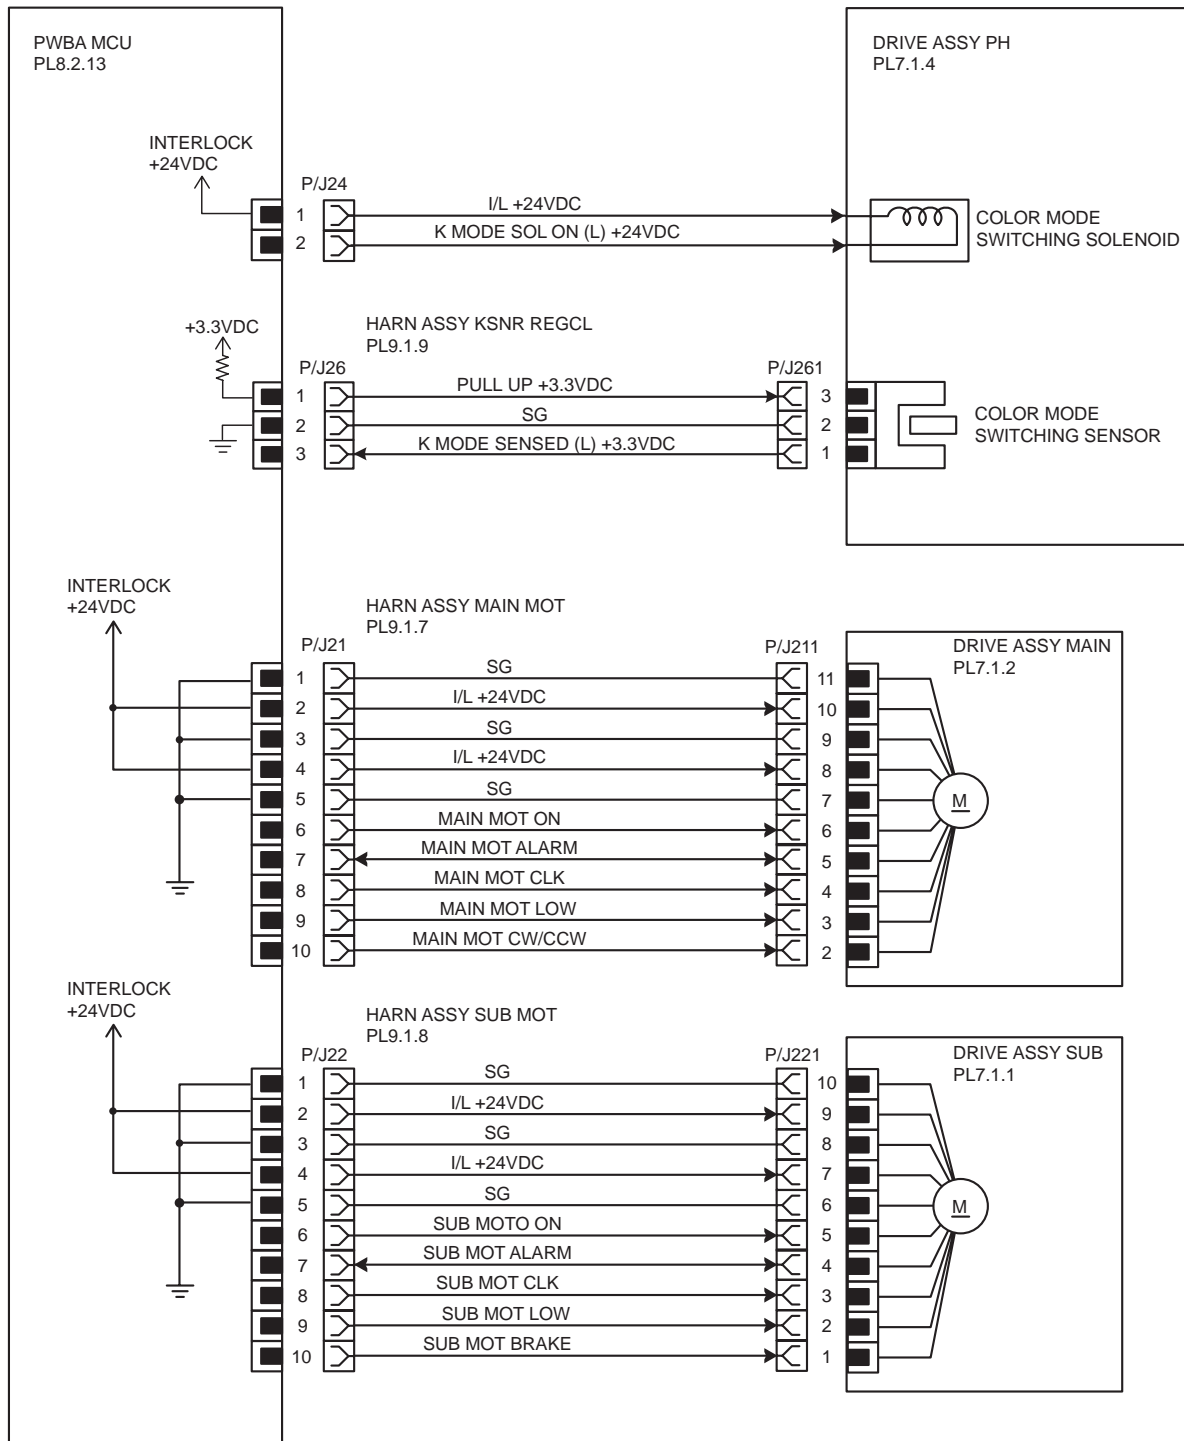 PWBA MCU
PL8.2.13
DRIVE ASSY PH
PL7.1.4
INTERLOCK
+24VDC
P/J24
1
I/L +24VDC
2
K MODE SOL ON (L) +24VDC
COLOR MODE
SWITCHING SOLENOID
+3.3VDC
HARN ASSY KSNR REGCL
PL9.1.9
P/J26
P/J261
1
PULL UP +3.3VDC
3
2
SG
2
3
K MODE SENSED (L) +3.3VDC
1
COLOR MODE
SWITCHING SENSOR
INTERLOCK
+24VDC
HARN ASSY MAIN MOT
PL9.1.7
P/J21
P/J211
DRIVE ASSY MAIN
PL7.1.2
1
SG
11
2
I/L +24VDC
10
3
SG
9
4
I/L +24VDC
8
5
SG
7
6
MAIN MOT ON
6
7
MAIN MOT ALARM
5
8
MAIN MOT CLK
4
9
MAIN MOT LOW
3
10
MAIN MOT CW/CCW
2
M
INTERLOCK
+24VDC
HARN ASSY SUB MOT
PL9.1.8
P/J22
P/J221
DRIVE ASSY SUB
PL7.1.1
1
SG
10
2
I/L +24VDC
9
3
SG
8
4
I/L +24VDC
7
5
SG
6
6
SUB MOTO ON
5
7
SUB MOT ALARM
4
8
SUB MOT CLK
3
9
SUB MOT LOW
2
10
SUB MOT BRAKE
1
M